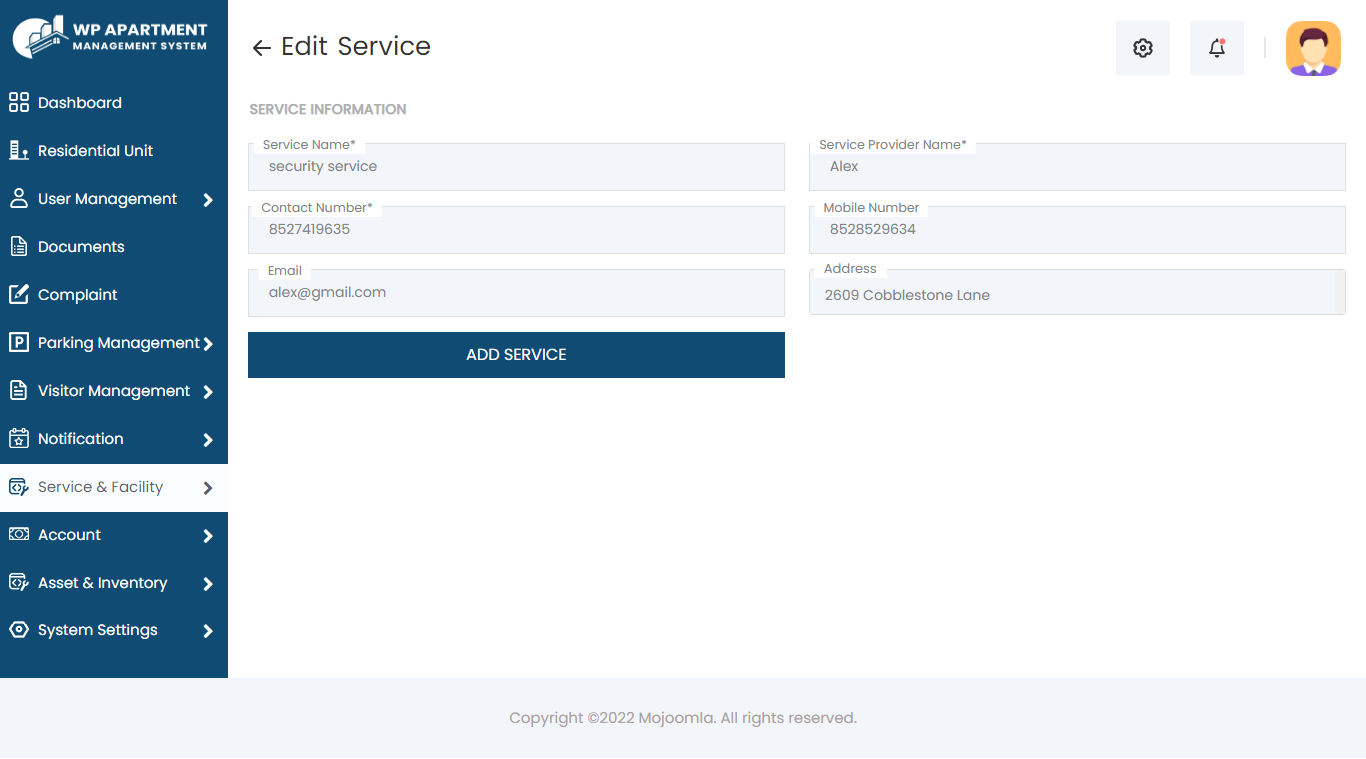 WP APARTMENT
MANAGEMENT SYSTEM
Dashboard
Residential Unit
User Management
Documents
Complaint
Parking Management
Visitor Management
Notification
Service & Facility
Account
Asset & Inventory
System Settings
Edit Service
SERVICE INFORMATION
Service Name*
security service
Service Provider Name*
Alex
Contact Number*
8527419635
Mobile Number
8528529634
Email
alex@gmail.com
Address
2609 Cobblestone Lane
ADD SERVICE
Copyright ©2022 Mojoomla. All rights reserved.